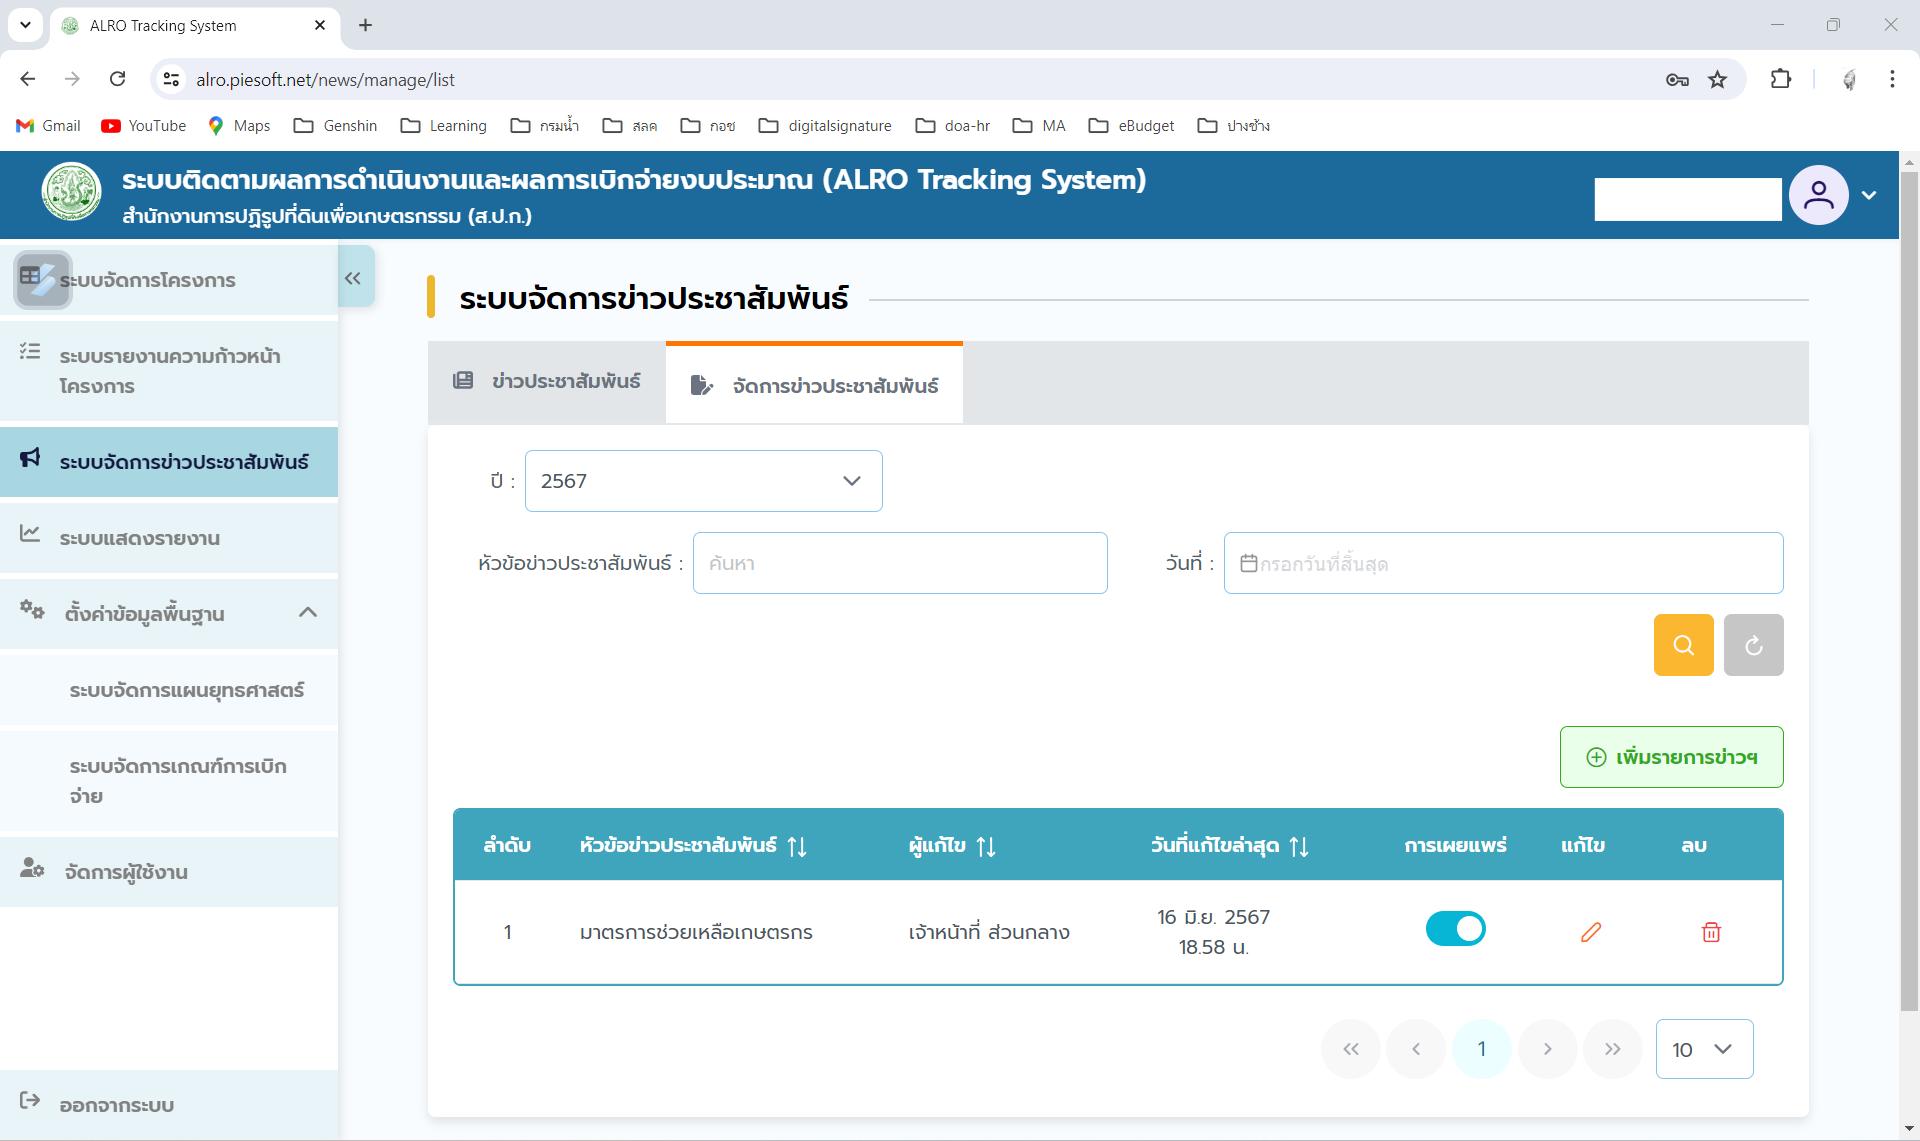 ALRO Tracking System
alro.piesoft.net/news/manage/list
Gmail YouTube Maps Genshin Learning กรมน้ำ สลค กอช digitalsignature doa-hr MA eBudget ปางช้าง
ระบบติดตามผลการดำเนินงานและผลการเบิกจ่ายงบประมาณ (ALRO Tracking System)
สำนักงานการปฏิรูปที่ดินเพื่อเกษตรกรรม (ส.ป.ก.)
ระบบจัดการโครงการ
ระบบรายงานความก้าวหน้า
โครงการ
ระบบจัดการข่าวประชาสัมพันธ์
ระบบแสดงรายงาน
ตั้งค่าข้อมูลพื้นฐาน
ระบบจัดการแผนยุทธศาสตร์
ระบบจัดการเกณฑ์การเบิก
จ่าย
จัดการผู้ใช้งาน
ออกจากระบบ
ระบบจัดการข่าวประชาสัมพันธ์
ข่าวประชาสัมพันธ์ จัดการข่าวประชาสัมพันธ์
ปี : 2567
หัวข้อข่าวประชาสัมพันธ์ : ค้นหา วันที่ : กรอกวันที่สิ้นสุด
เพิ่มรายการข่าวฯ
ลำดับ หัวข้อข่าวประชาสัมพันธ์ ผู้แก้ไข วันที่แก้ไขล่าสุด การเผยแพร่ แก้ไข ลบ
1 มาตรการช่วยเหลือเกษตรกร เจ้าหน้าที่ ส่วนกลาง 16 มิ.ย. 2567
18.58 น.
1 10